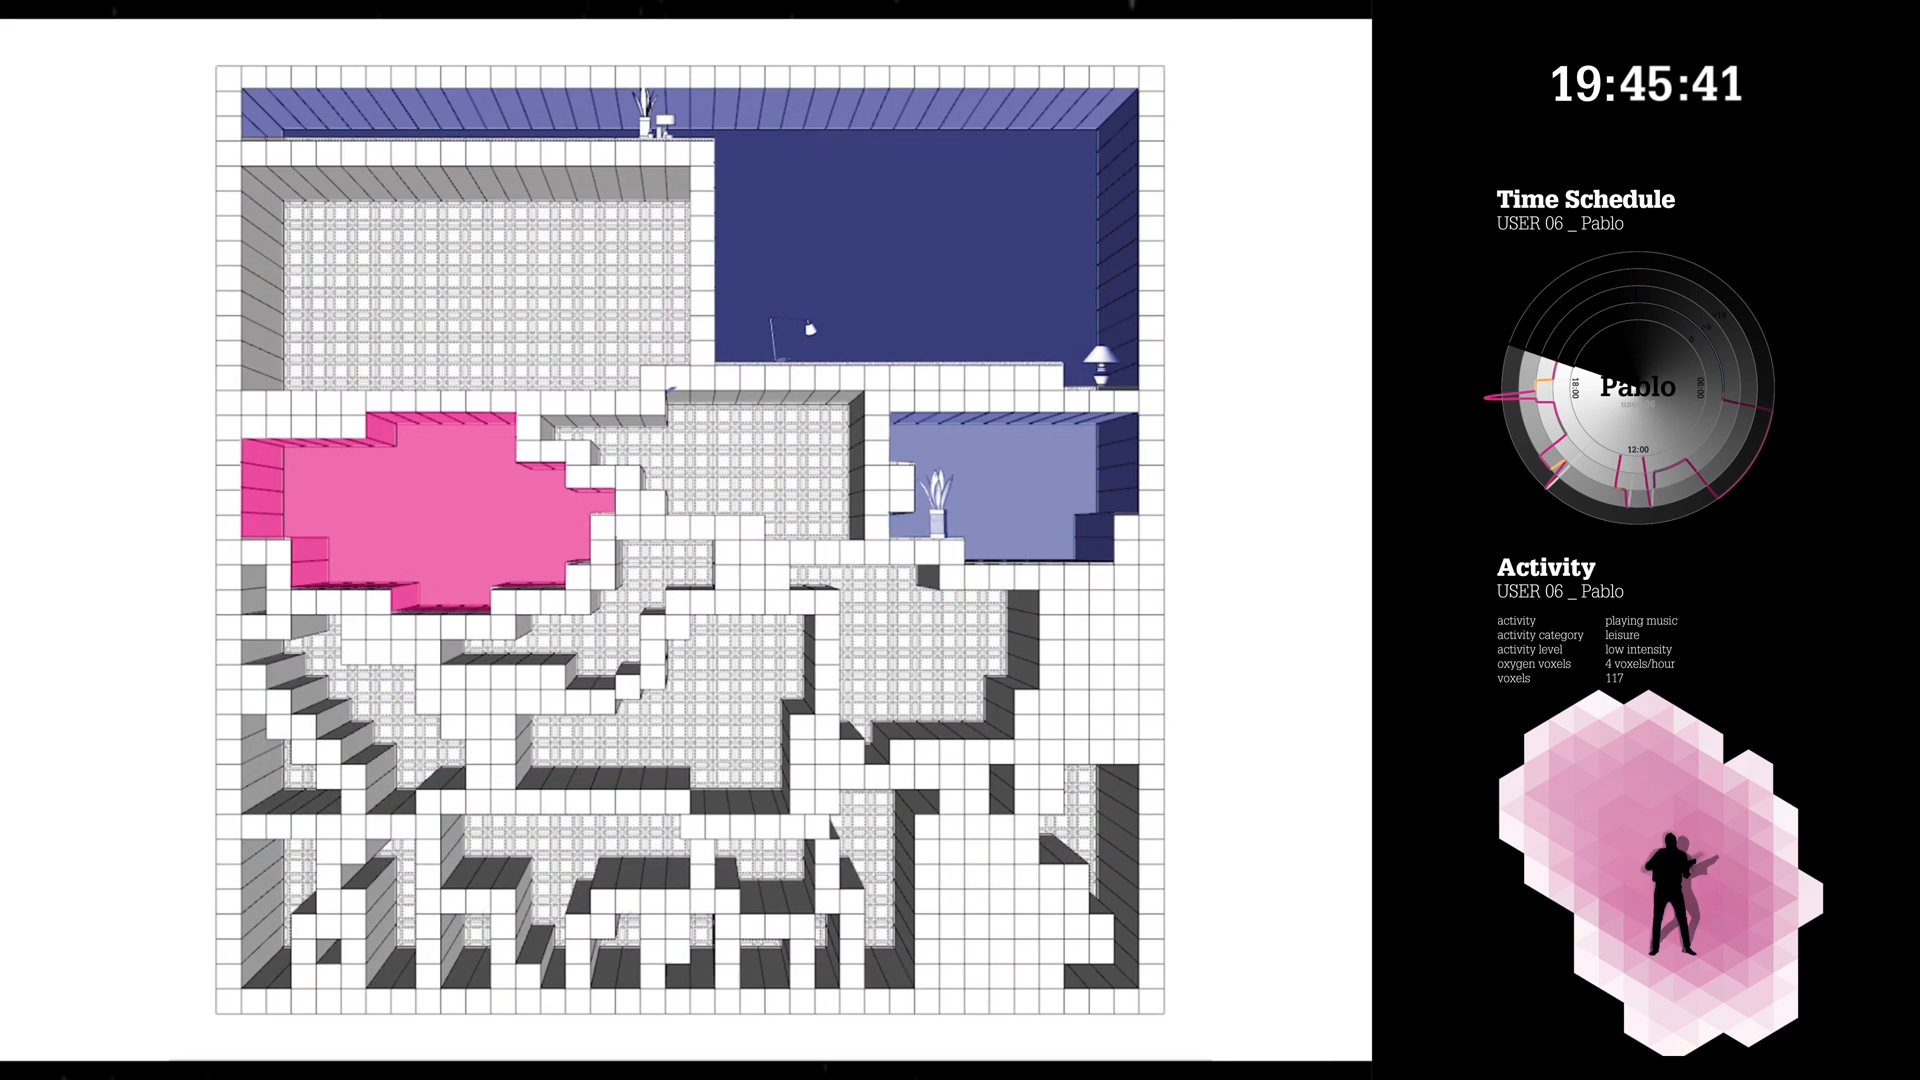 19:45:41
Time Schedule
USER 06 _ Pablo
18:00
Pablo
06:00
12:00
Activity
USER 06 _ Pablo
activity playing music
activity category leisure
activity level low intensity
oxygen voxels 4 voxels/hour
voxels 117